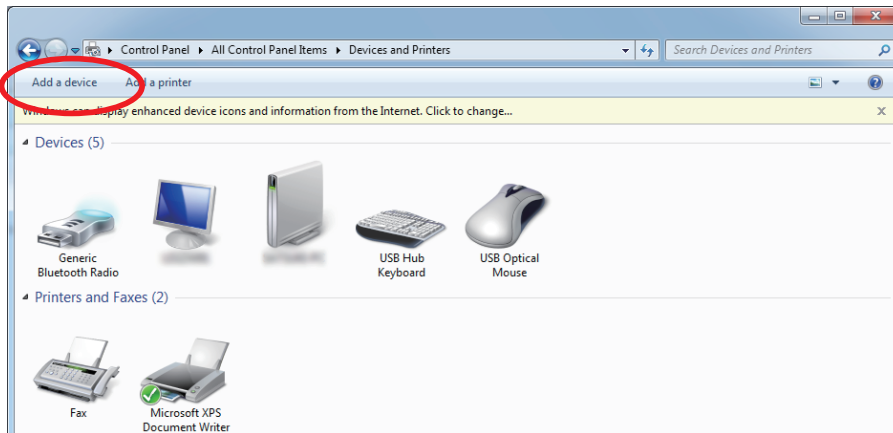 Control Panel ▸ All Control Panel Items ▸ Devices and Printers
Search Devices and Printers
Add a device Add a printer
Windows can display enhanced device icons and information from the Internet. Click to change...
Devices (5)
Generic
Bluetooth Radio
USB Hub
Keyboard
USB Optical
Mouse
Printers and Faxes (2)
Fax
Microsoft XPS
Document Writer